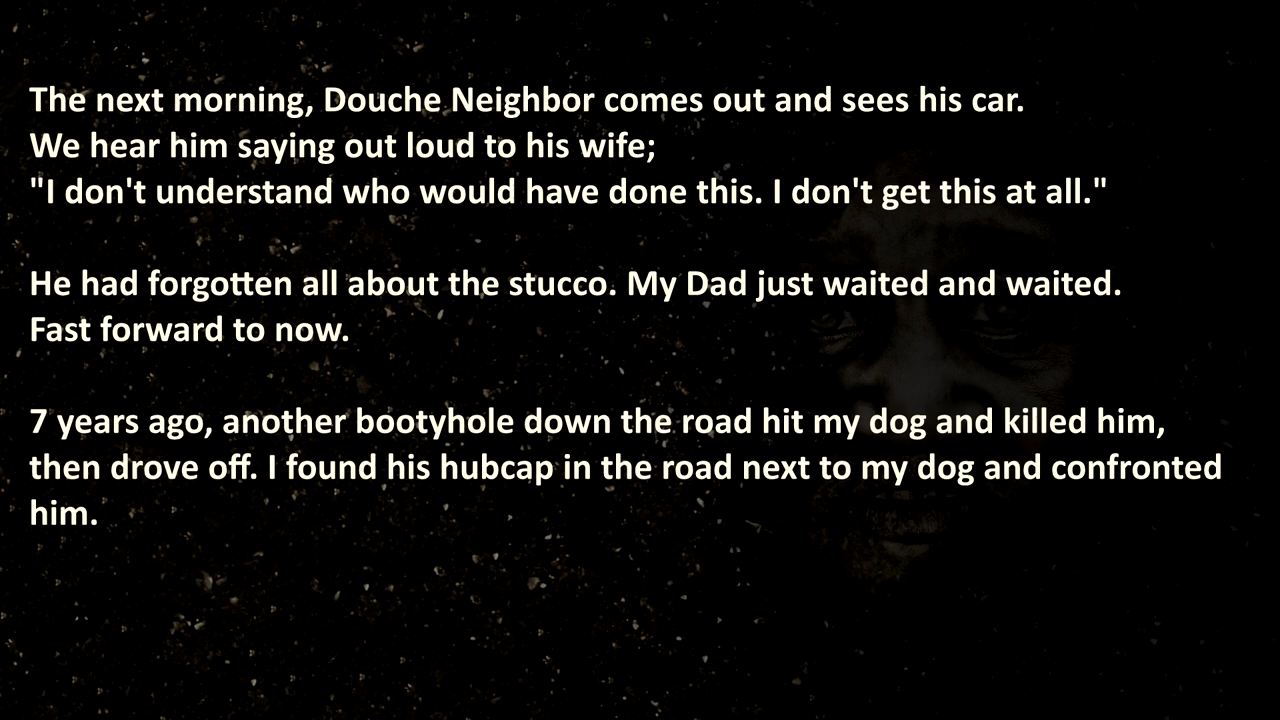 The next morning, Douche Neighbor comes out and sees his car.
We hear him saying out loud to his wife;
"I don't understand who would have done this. I don't get this at all."
He had forgotten all about the stucco. My Dad just waited and waited.
Fast forward to now.
7 years ago, another bootyhole down the road hit my dog and killed him,
then drove off. I found his hubcap in the road next to my dog and confronted
him.